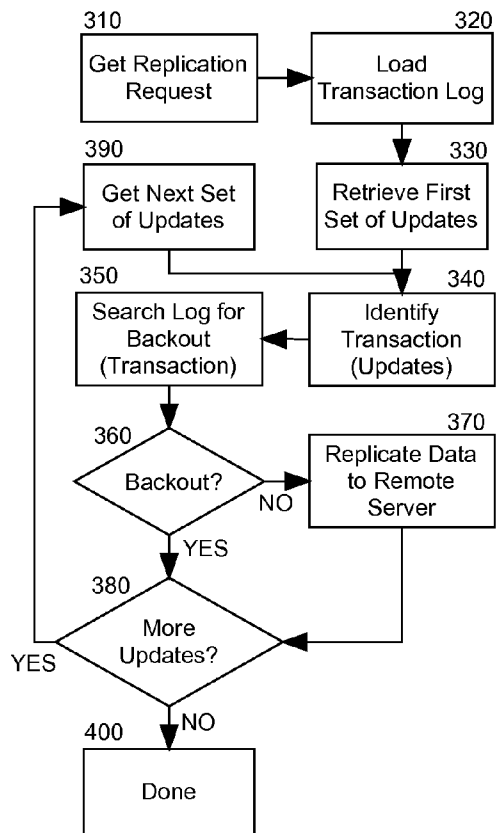 310
Get Replication
Request
320
Load
Transaction Log
390
Get Next Set
of Updates
330
Retrieve First
Set of Updates
350
Search Log for
Backout
(Transaction)
340
Identify
Transaction
(Updates)
360
Backout?
NO
YES
370
Replicate Data
to Remote
Server
380
More
Updates?
YES
NO
400
Done